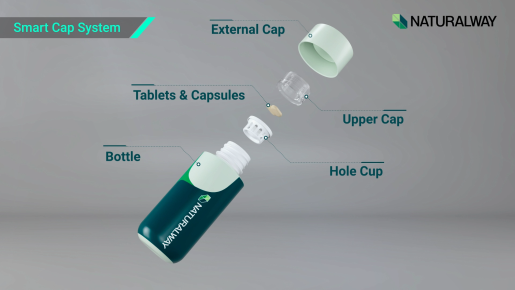 Smart Cap System
NATURALWAY
External Cap
Tablets & Capsules
Upper Cap
Bottle
Hole Cup
NATURALWAY